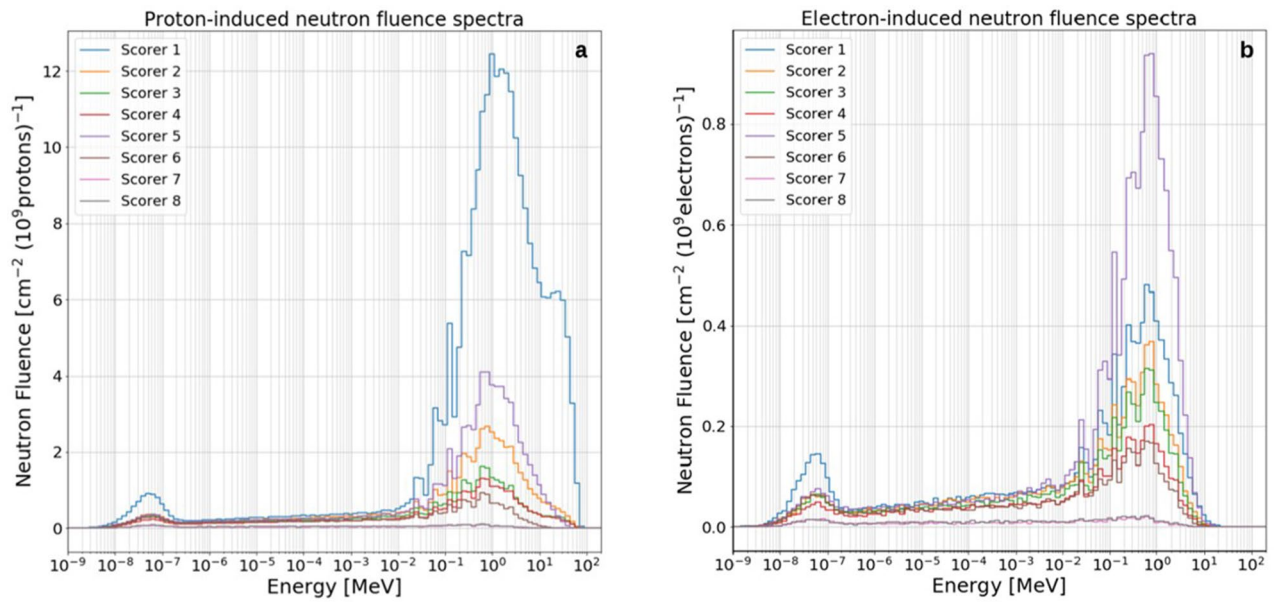 Proton-induced neutron fluence spectra
a
Scorer 1
Scorer 2
Scorer 3
Scorer 4
Scorer 5
Scorer 6
Scorer 7
Scorer 8
Neutron Fluence [cm⁻² (10⁹protons)⁻¹]
12
10
8
6
4
2
0
10⁻⁹ 10⁻⁸ 10⁻⁷ 10⁻⁶ 10⁻⁵ 10⁻⁴ 10⁻³ 10⁻² 10⁻¹ 10⁰ 10¹ 10²
Energy [MeV]
Electron-induced neutron fluence spectra
b
Scorer 1
Scorer 2
Scorer 3
Scorer 4
Scorer 5
Scorer 6
Scorer 7
Scorer 8
Neutron Fluence [cm⁻² (10⁹electrons)⁻¹]
0.8
0.6
0.4
0.2
0.0
10⁻⁹ 10⁻⁸ 10⁻⁷ 10⁻⁶ 10⁻⁵ 10⁻⁴ 10⁻³ 10⁻² 10⁻¹ 10⁰ 10¹ 10²
Energy [MeV]